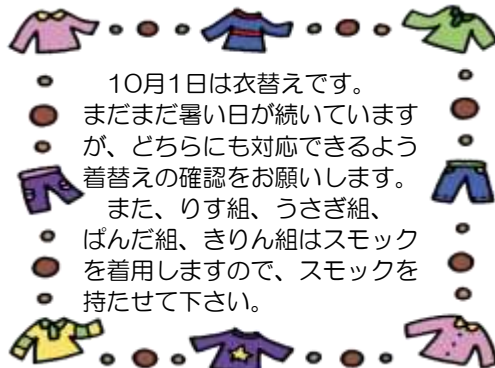 10月1日は衣替えです。
まだまだ暑い日が続いています
が、どちらにも対応できるよう
着替えの確認をお願いします。
　また、りす組、うさぎ組、
ぱんだ組、きりん組はスモック
を着用しますので、スモックを
持たせて下さい。